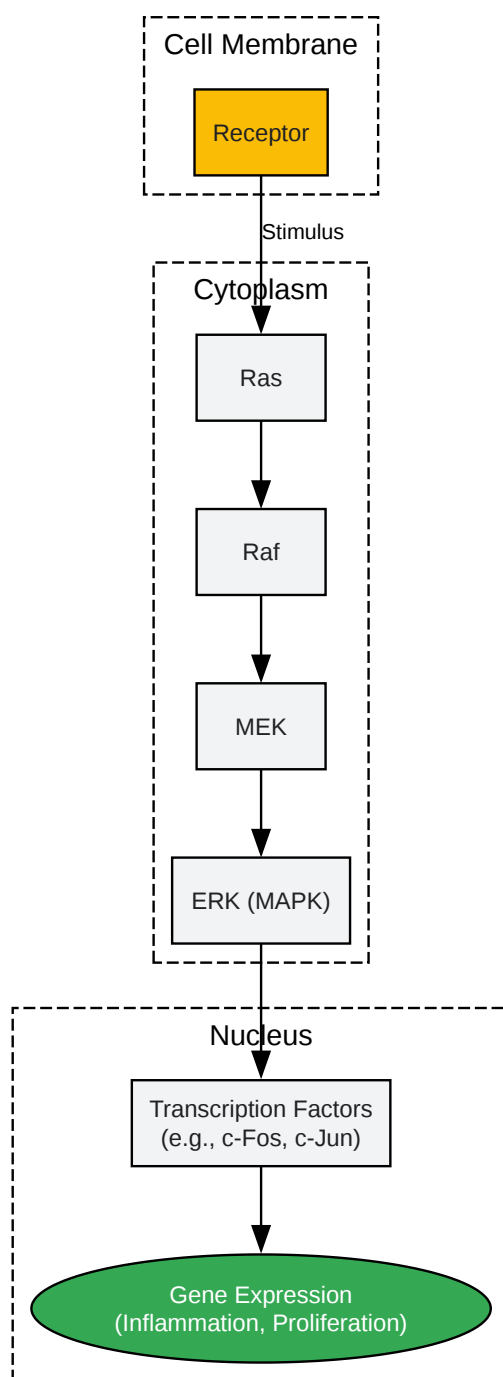 Cell Membrane
Receptor
Stimulus
Cytoplasm
Ras
Raf
MEK
ERK (MAPK)
Nucleus
Transcription Factors
(e.g., c-Fos, c-Jun)
Gene Expression
(Inflammation, Proliferation)